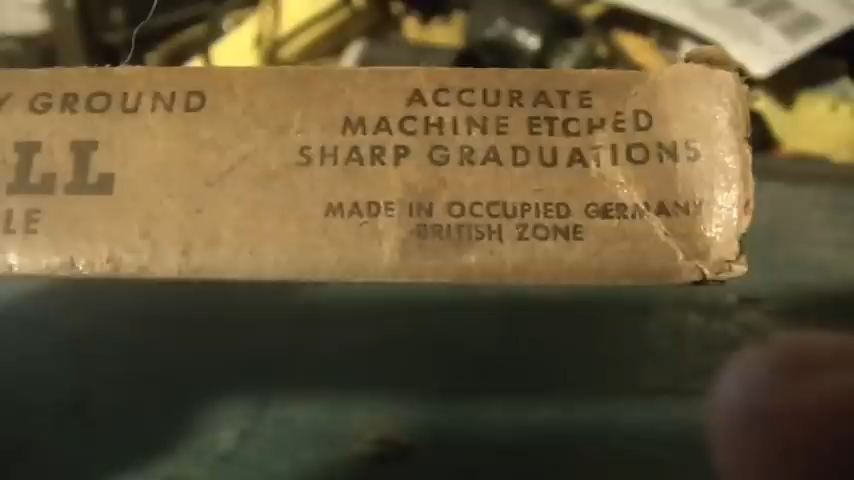 Y GROUND
LL
LE
ACCURATE
MACHINE ETCHED
SHARP GRADUATIONS
MADE IN OCCUPIED GERMANY
BRITISH ZONE